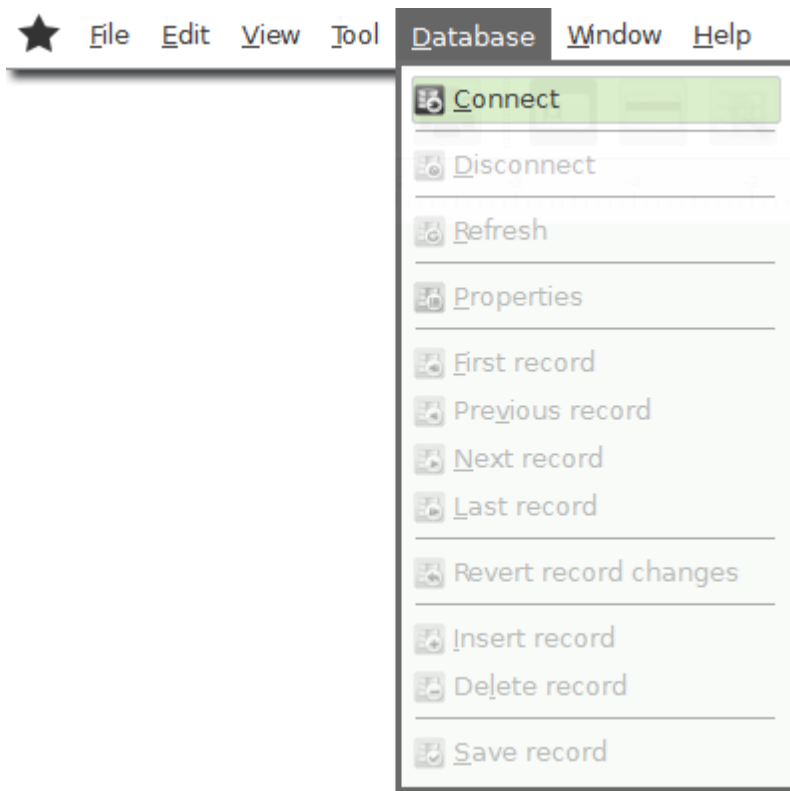 File Edit View Tool Database Window Help
Connect
Disconnect
Refresh
Properties
First record
Previous record
Next record
Last record
Revert record changes
Insert record
Delete record
Save record